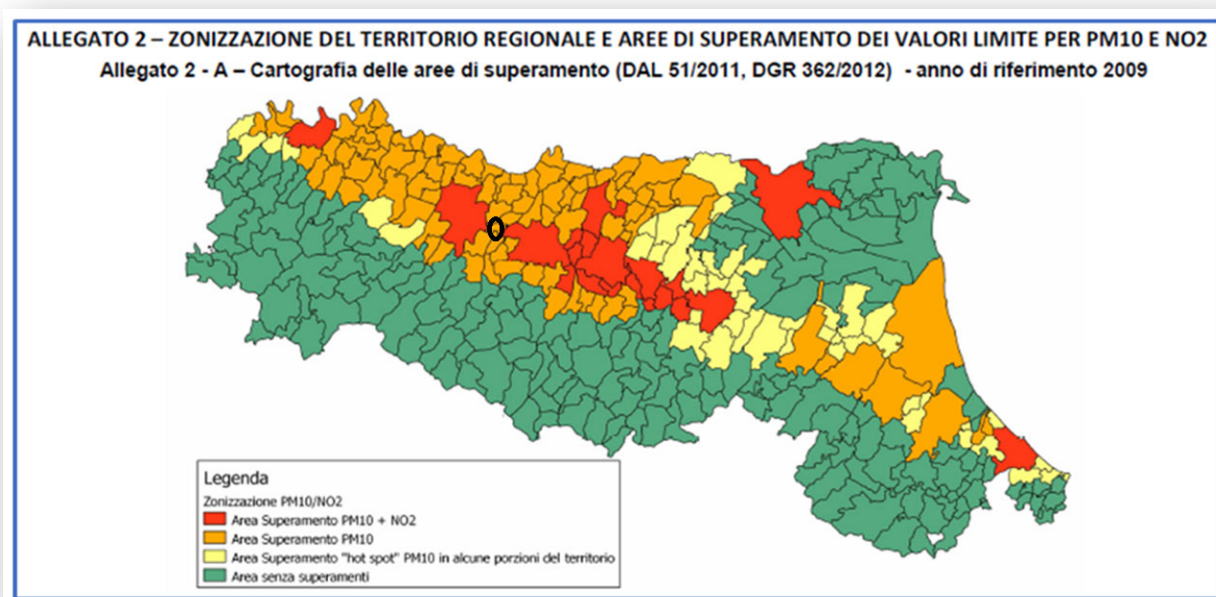 ALLEGATO 2 – ZONIZZAZIONE DEL TERRITORIO REGIONALE E AREE DI SUPERAMENTO DEI VALORI LIMITE PER PM10 E NO2
Allegato 2 - A – Cartografia delle aree di superamento (DAL 51/2011, DGR 362/2012) - anno di riferimento 2009
Legenda
Zonizzazione PM10/NO2
Area Superamento PM10 + NO2
Area Superamento PM10
Area Superamento "hot spot" PM10 in alcune porzioni del territorio
Area senza superamenti